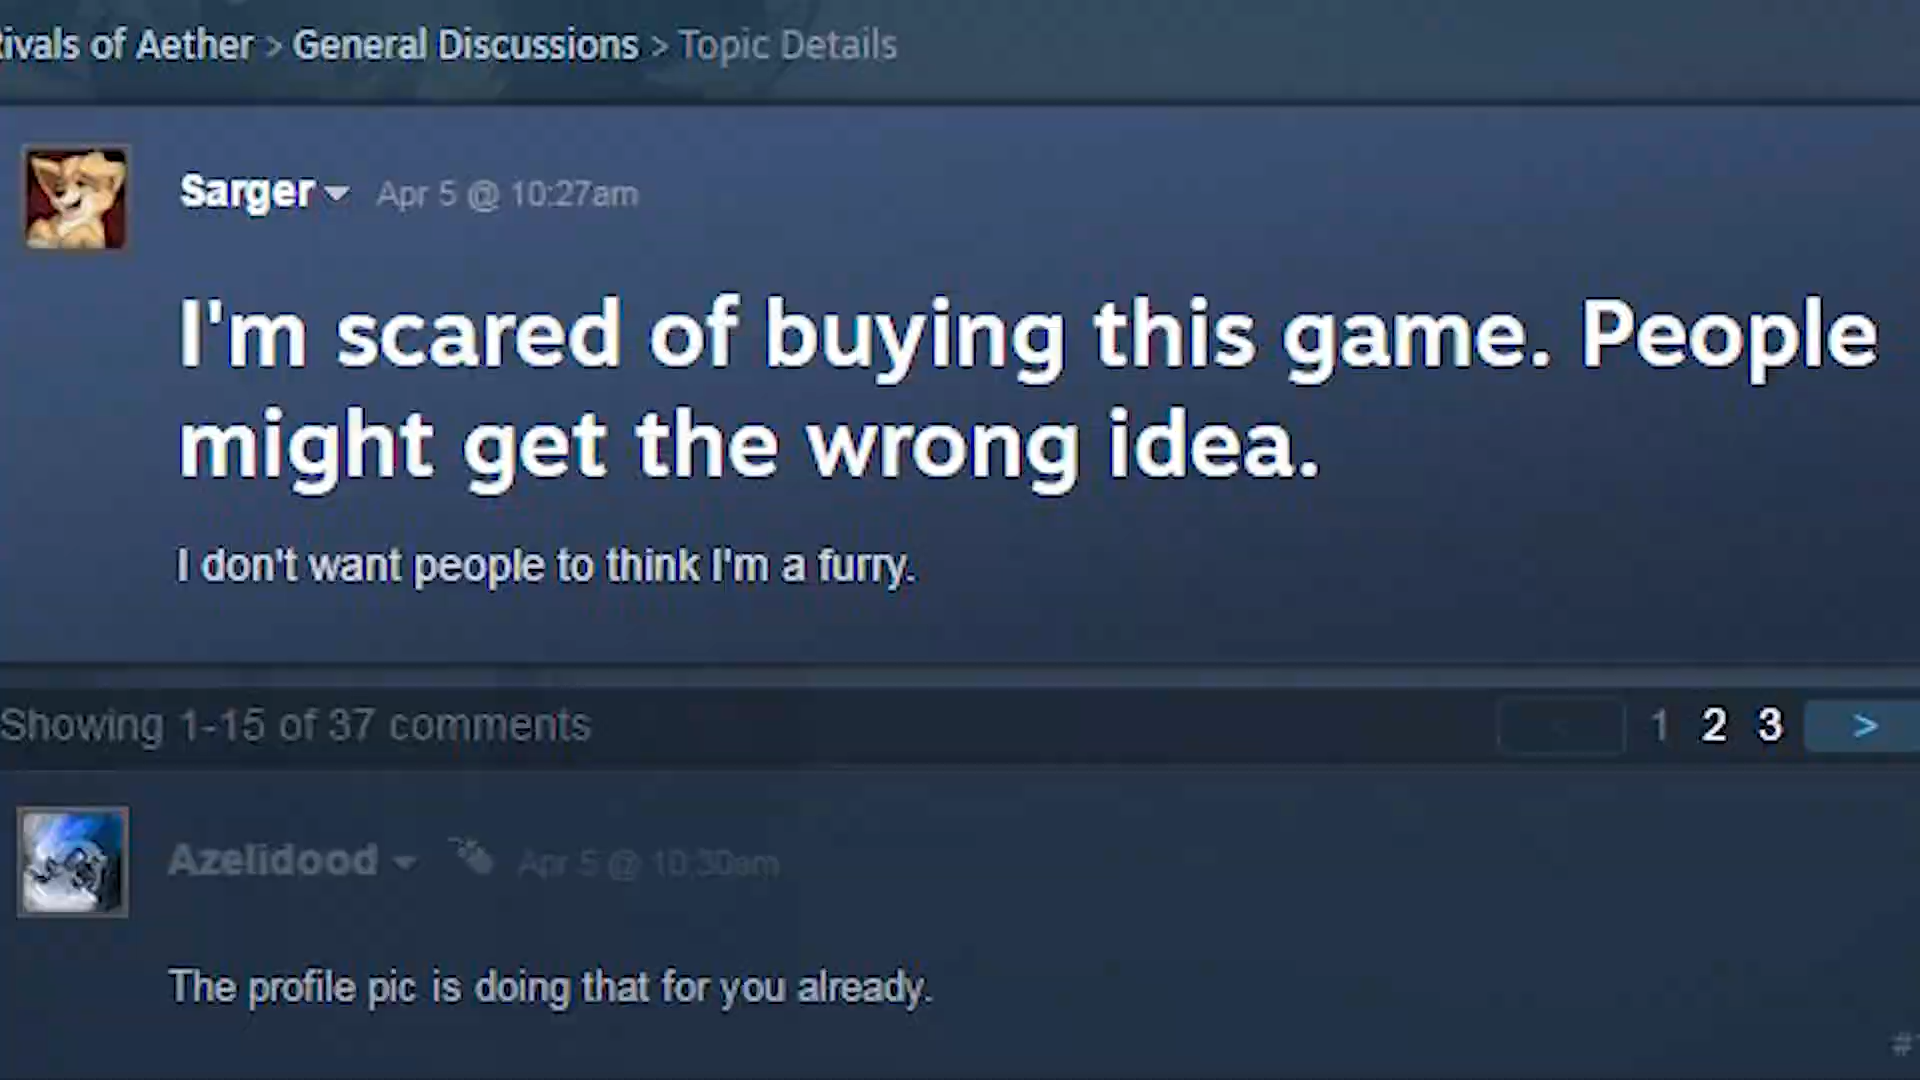 ivals of Aether > General Discussions > Topic Details
Sarger Apr 5 @ 10:27am
I'm scared of buying this game. People
might get the wrong idea.
I don't want people to think I'm a furry.
Showing 1-15 of 37 comments
< 1 2 3 >
Azelidood Apr 5 @ 10:30am
The profile pic is doing that for you already.
#